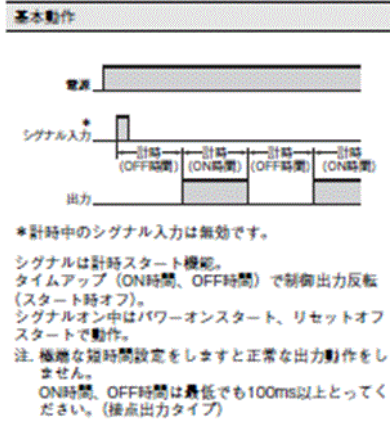 基本動作
電源
*
シグナル入力
計時 計時 計時 計時
(OFF時間) (ON時間) (OFF時間) (ON時間)
出力
*計時中のシグナル入力は無効です。
シグナルは計時スタート機能。
タイムアップ(ON時間、OFF時間)で制御出力反転
(スタート時オフ)。
シグナルオン中はパワーオンスタート、リセットオフ
スタートで動作。
注. 極端な短時間設定をしますと正常な出力動作をし
ません。
ON時間、OFF時間は最低でも100ms以上とってく
ださい。(接点出力タイプ)